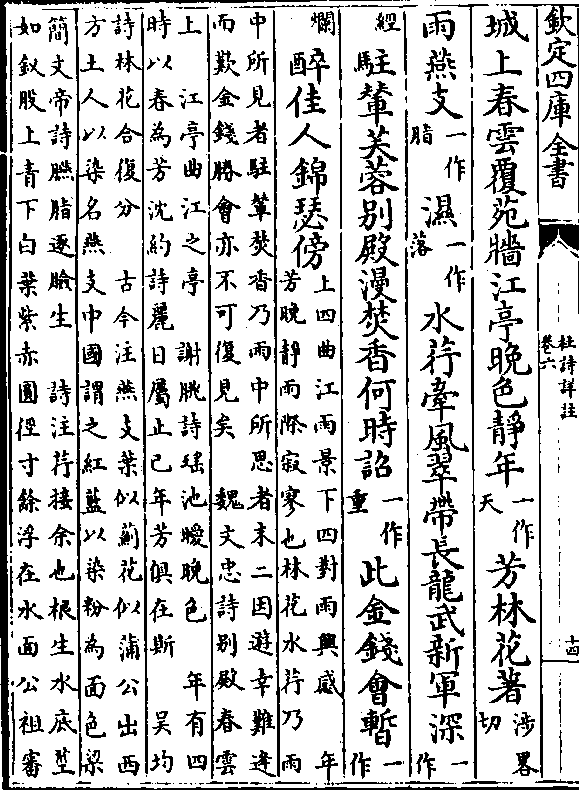 欽定四庫全書
杜詩詳註
卷六
十四
城上春雲覆苑牆江亭晚色靜年一作天芳林花著涉畧切
雨燕支一作脂濕一作落水荇牽風翠帶長龍武新軍深一作
經駐輦芙蓉别殿漫焚香何時詔一作重此金錢會暫一作
爛醉佳人錦瑟傍上四曲江雨景下四對雨興感 年
芳晚靜雨際寂寥也林花水荇乃雨
中所見者駐輦焚香乃雨中所思者末二因遊幸難逢
而歎金錢勝會亦不可復見矣 魏文忠詩别殿春雲
上 江亭曲江之亭 謝朓詩瑶池曖晚色 年有四
時以春為芳沈約詩麗日屬止己年芳俱在斯 吴均
詩林花合復分 古今注燕支葉似薊花似蒲公出西
方土人以染名燕支中國謂之紅藍以染粉為面色梁
簡文帝詩臙脂逐臉生 詩注荇接余也根生水底莖
如釵股上青下白葉紫赤圓徑寸餘浮在水面公祖審